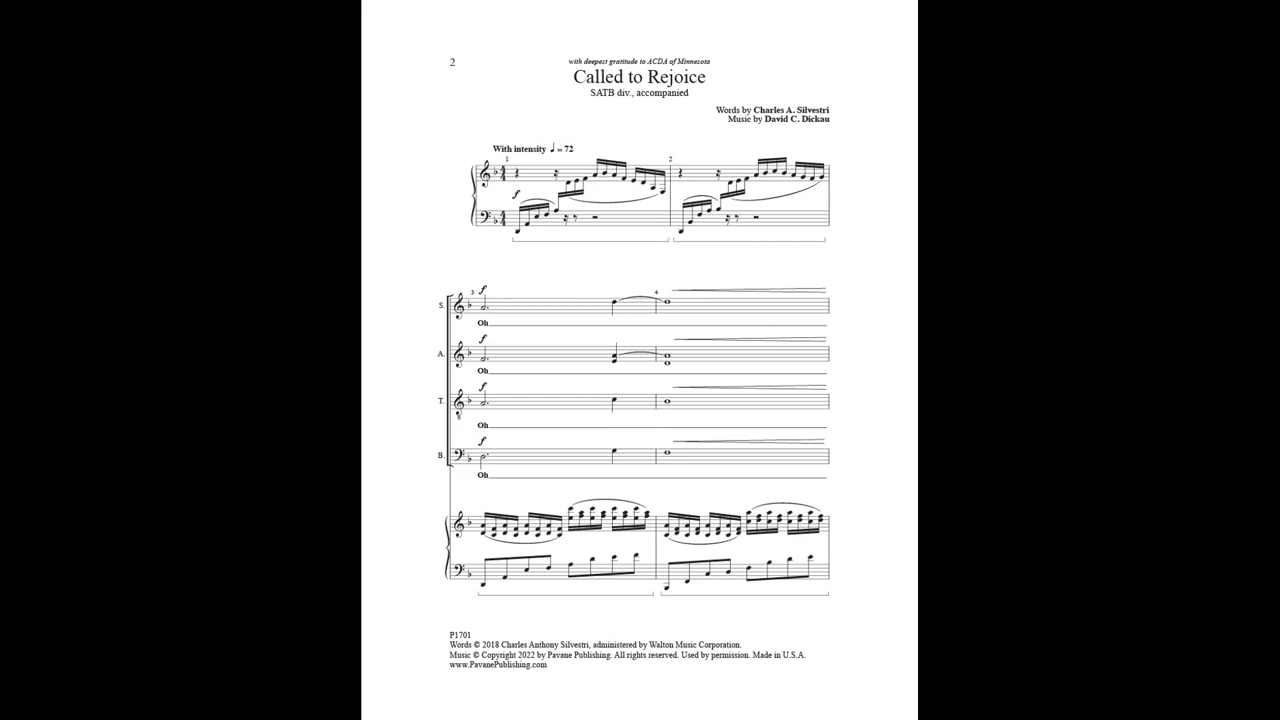 2
with deepest gratitude to ACDA of Minnesota
Called to Rejoice
SATB div., accompanied
Words by Charles A. Silvestri
Music by David C. Dickau
With intensity ♩ = 72
1
2
f
3
4
S.
f
Oh
A.
f
Oh
T.
f
8
Oh
B.
f
Oh
P1701
Words © 2018 Charles Anthony Silvestri, administered by Walton Music Corporation.
Music © Copyright 2022 by Pavane Publishing. All rights reserved. Used by permission. Made in U.S.A.
www.PavanePublishing.com